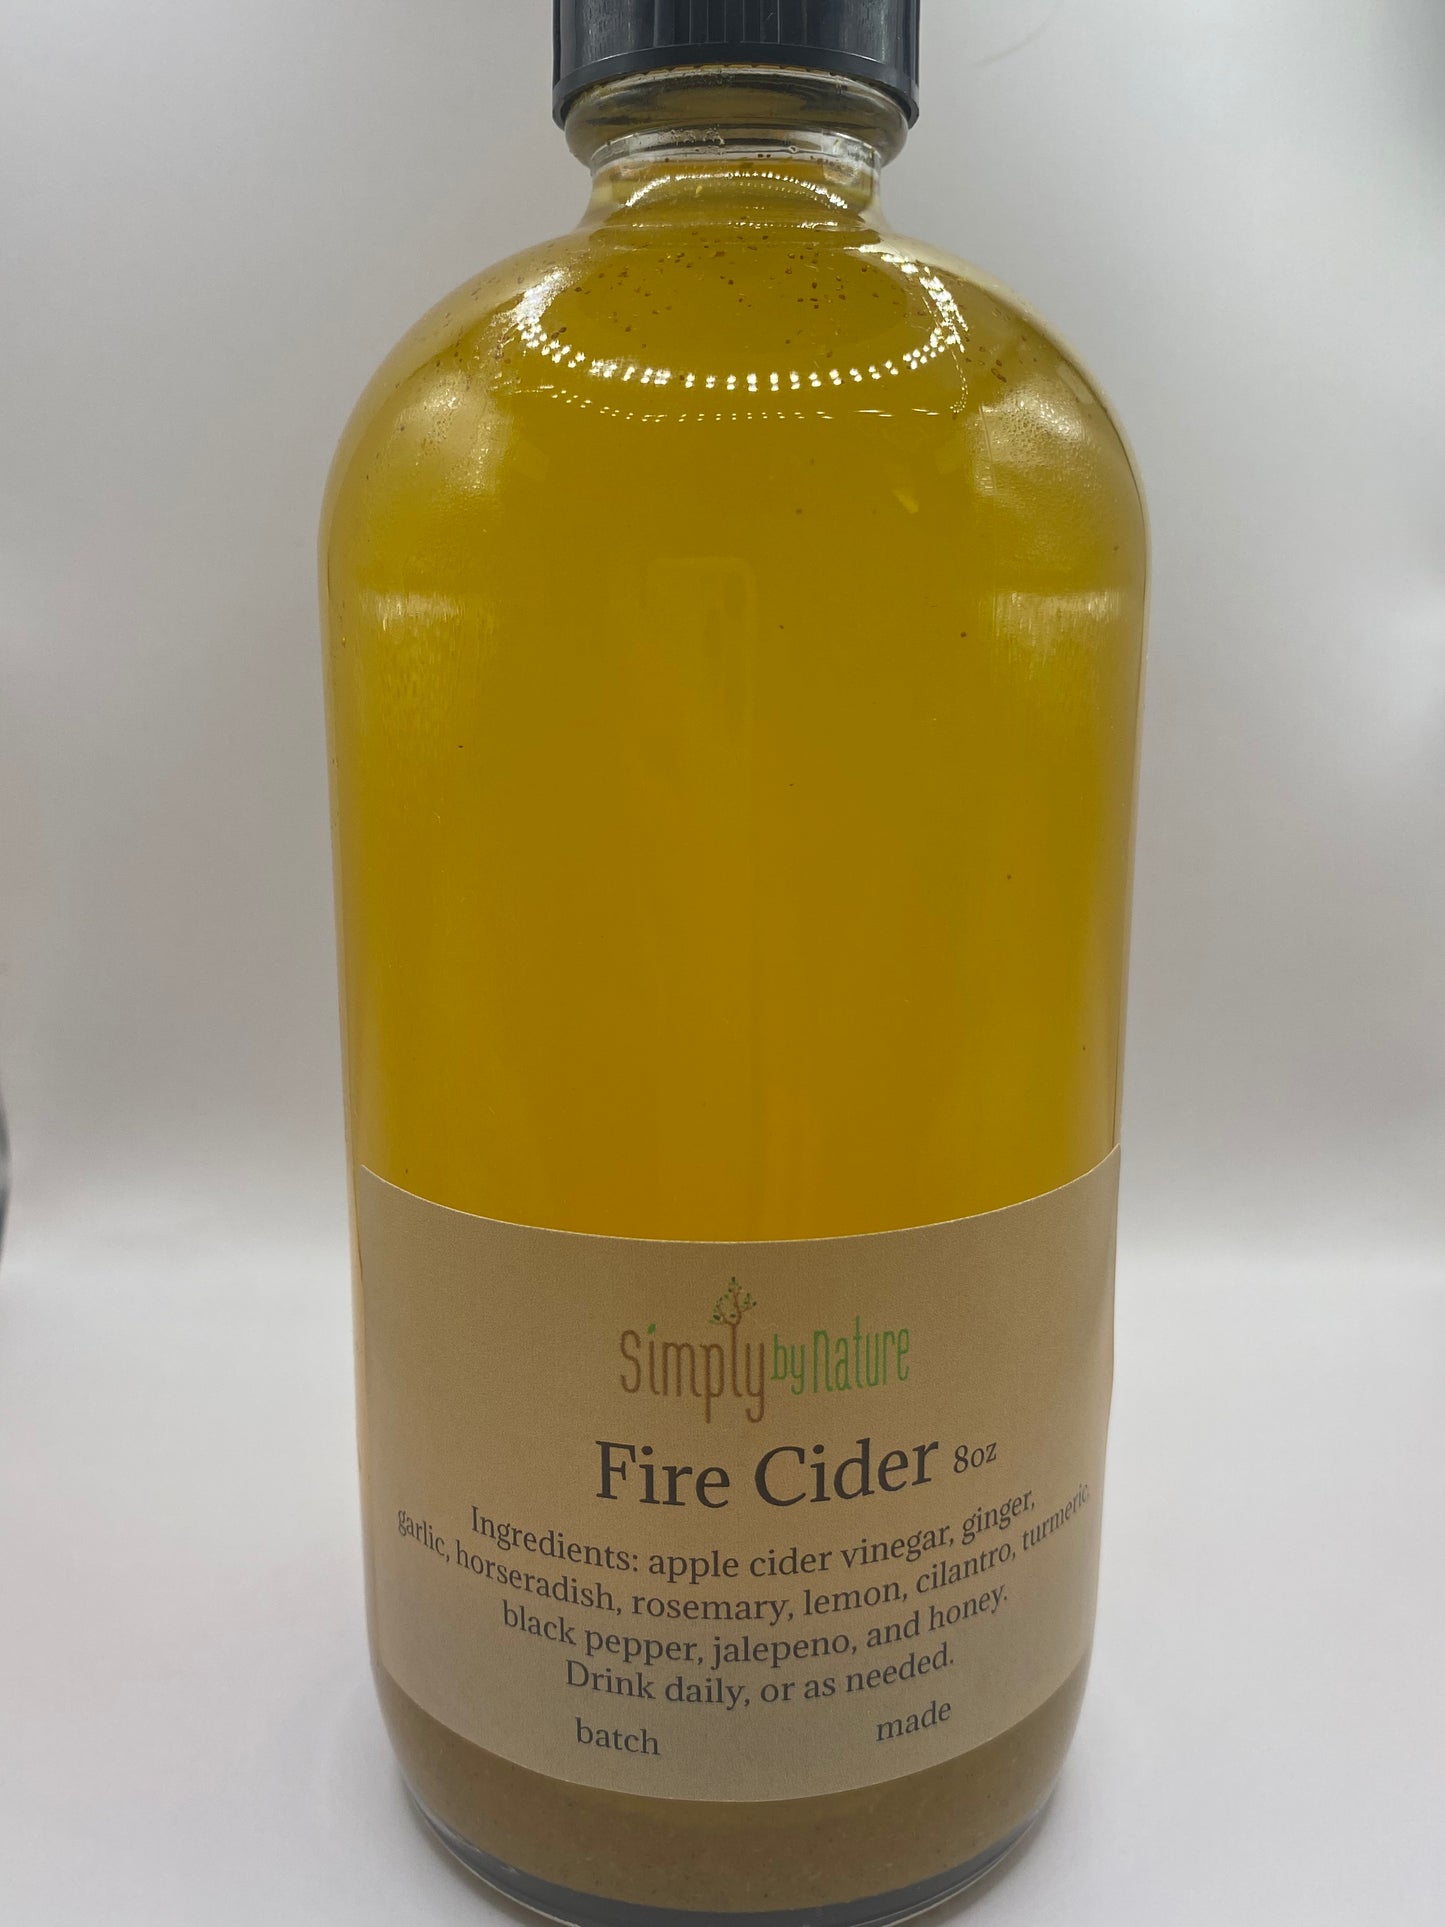 simply by nature
Fire Cider 8oz
Ingredients: apple cider vinegar, ginger,
garlic, horseradish, rosemary, lemon, cilantro, turmeric,
black pepper, jalepeno, and honey.
Drink daily, or as needed.
batch made